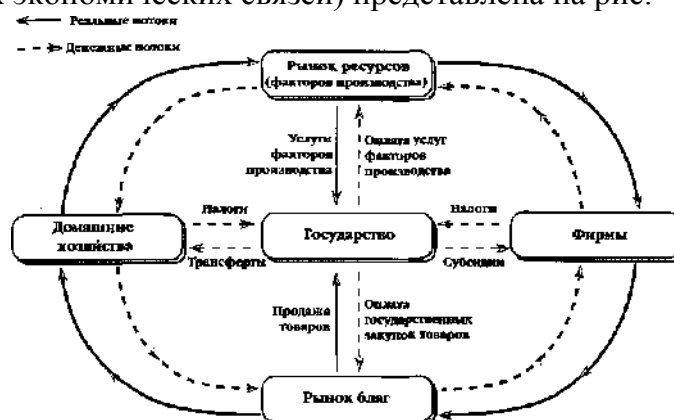 к экономических связей) представлена на рис.
Реальные потоки
Денежные потоки
Рынок ресурсов
(факторов производства)
Услуги
факторов
производства
Оплата услуг
факторов
производства
Налоги
Налоги
Домашние
хозяйства
Государство
Фирмы
Трансферты
Субсидии
Продажа
товаров
Оплата
государственных
закупок товаров
Рынок благ